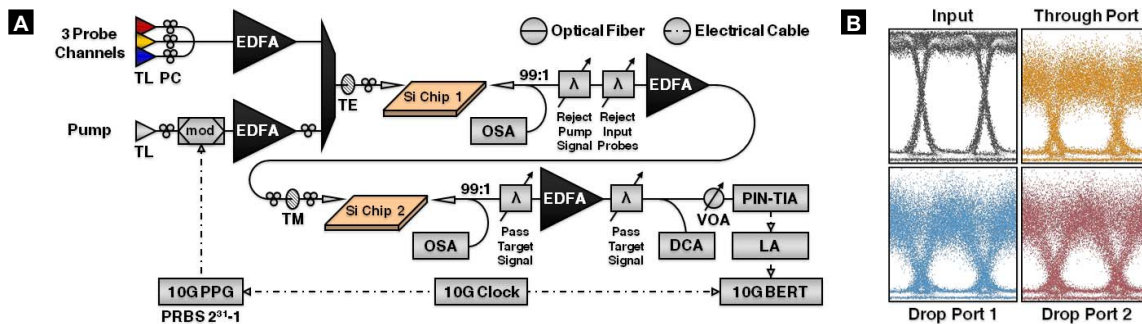 A
3 Probe
Channels
TL PC
EDFA
Optical Fiber
Electrical Cable
TE
Si Chip 1
99:1
OSA
λ
λ
Reject
Pump
Signal
Reject
Input
Probes
EDFA
Pump
TL
mod
EDFA
TM
Si Chip 2
99:1
OSA
λ
Pass
Target
Signal
EDFA
λ
Pass
Target
Signal
DCA
VOA
PIN-TIA
LA
10G PPG
PRBS 2³¹-1
10G Clock
10G BERT
B
Input
Through Port
Drop Port 1
Drop Port 2